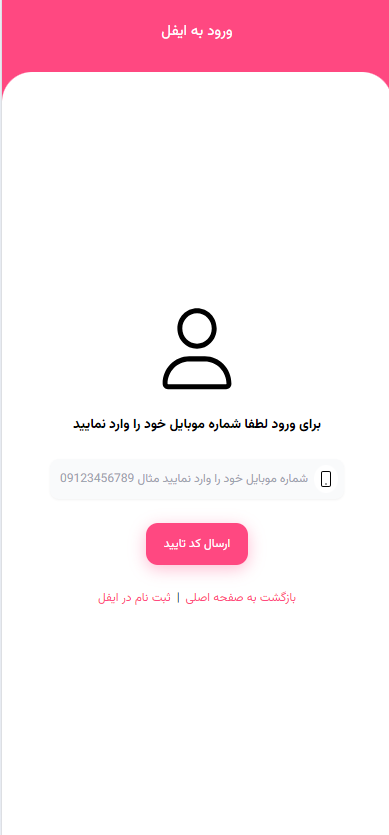 ورود به ایفل
برای ورود لطفا شماره موبایل خود را وارد نمایید
شماره موبایل خود را وارد نمایید مثال 09123456789
ارسال کد تایید
بازگشت به صفحه اصلی | ثبت نام در ایفل